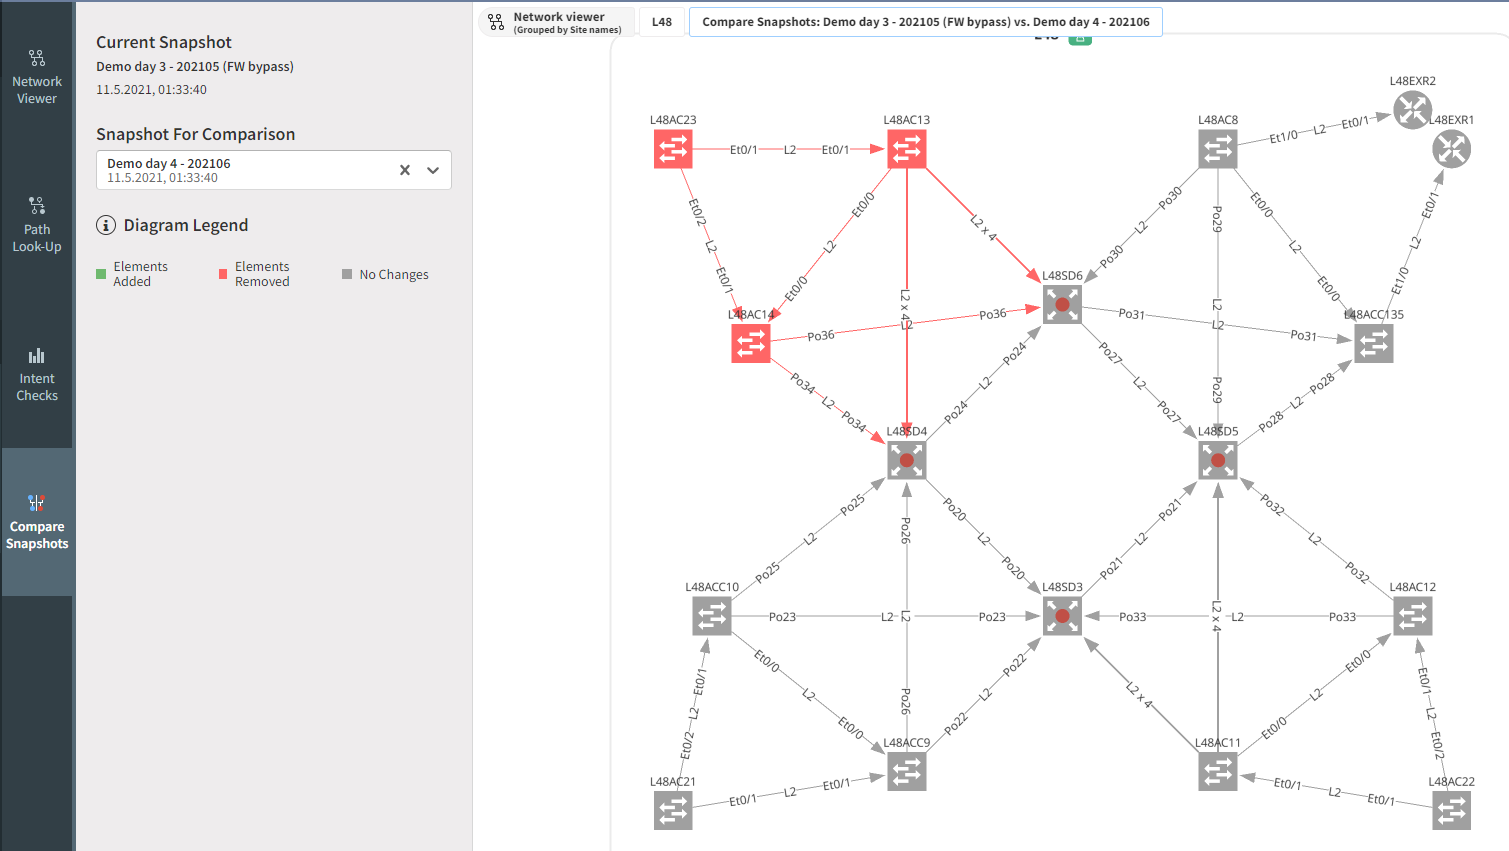 Network
Viewer
Path
Look-Up
Intent
Checks
Compare
Snapshots
Current Snapshot
Demo day 3 - 202105 (FW bypass)
11.5.2021, 01:33:40
Snapshot For Comparison
Demo day 4 - 202106
11.5.2021, 01:33:40
Diagram Legend
Elements
Added
Elements
Removed
No Changes
Network viewer
(Grouped by Site names)
L48
Compare Snapshots: Demo day 3 - 202105 (FW bypass) vs. Demo day 4 - 202106
L48
L48EXR2
L48AC23
L48AC13
L48AC8
L48EXR1
Et0/1
L2
Et0/1
Et1/0
L2
Et0/1
Et0/2
L2
Et0/1
Et0/0
L2
Et0/0
L2 x 4
L2 x 4
Po30
L2
Po30
Po29
L2
Po29
Et0/0
L2
Et0/0
Et0/1
L2
Et1/0
L48SD6
L48AC14
L48ACC135
Po36
L2
Po36
Po31
L2
Po31
Po34
L2
Po34
Po24
L2
Po24
Po27
L2
Po27
Po28
L2
Po28
L48SD4
L48SD5
Po25
L2
Po25
Po26
L2
Po26
Po20
L2
Po20
Po21
L2
Po21
Po32
L2
Po32
L48ACC10
L48SD3
L48AC12
Po23
L2
Po23
Po33
L2
Po33
L2 x 4
Et0/1
L2
Et0/2
Et0/0
L2
Et0/0
Po22
L2
Po22
L2 x 4
Et0/0
L2
Et0/0
Et0/1
L2
Et0/2
L48ACC9
L48AC11
L48AC21
L48AC22
Et0/1
L2
Et0/1
Et0/1
L2
Et0/1